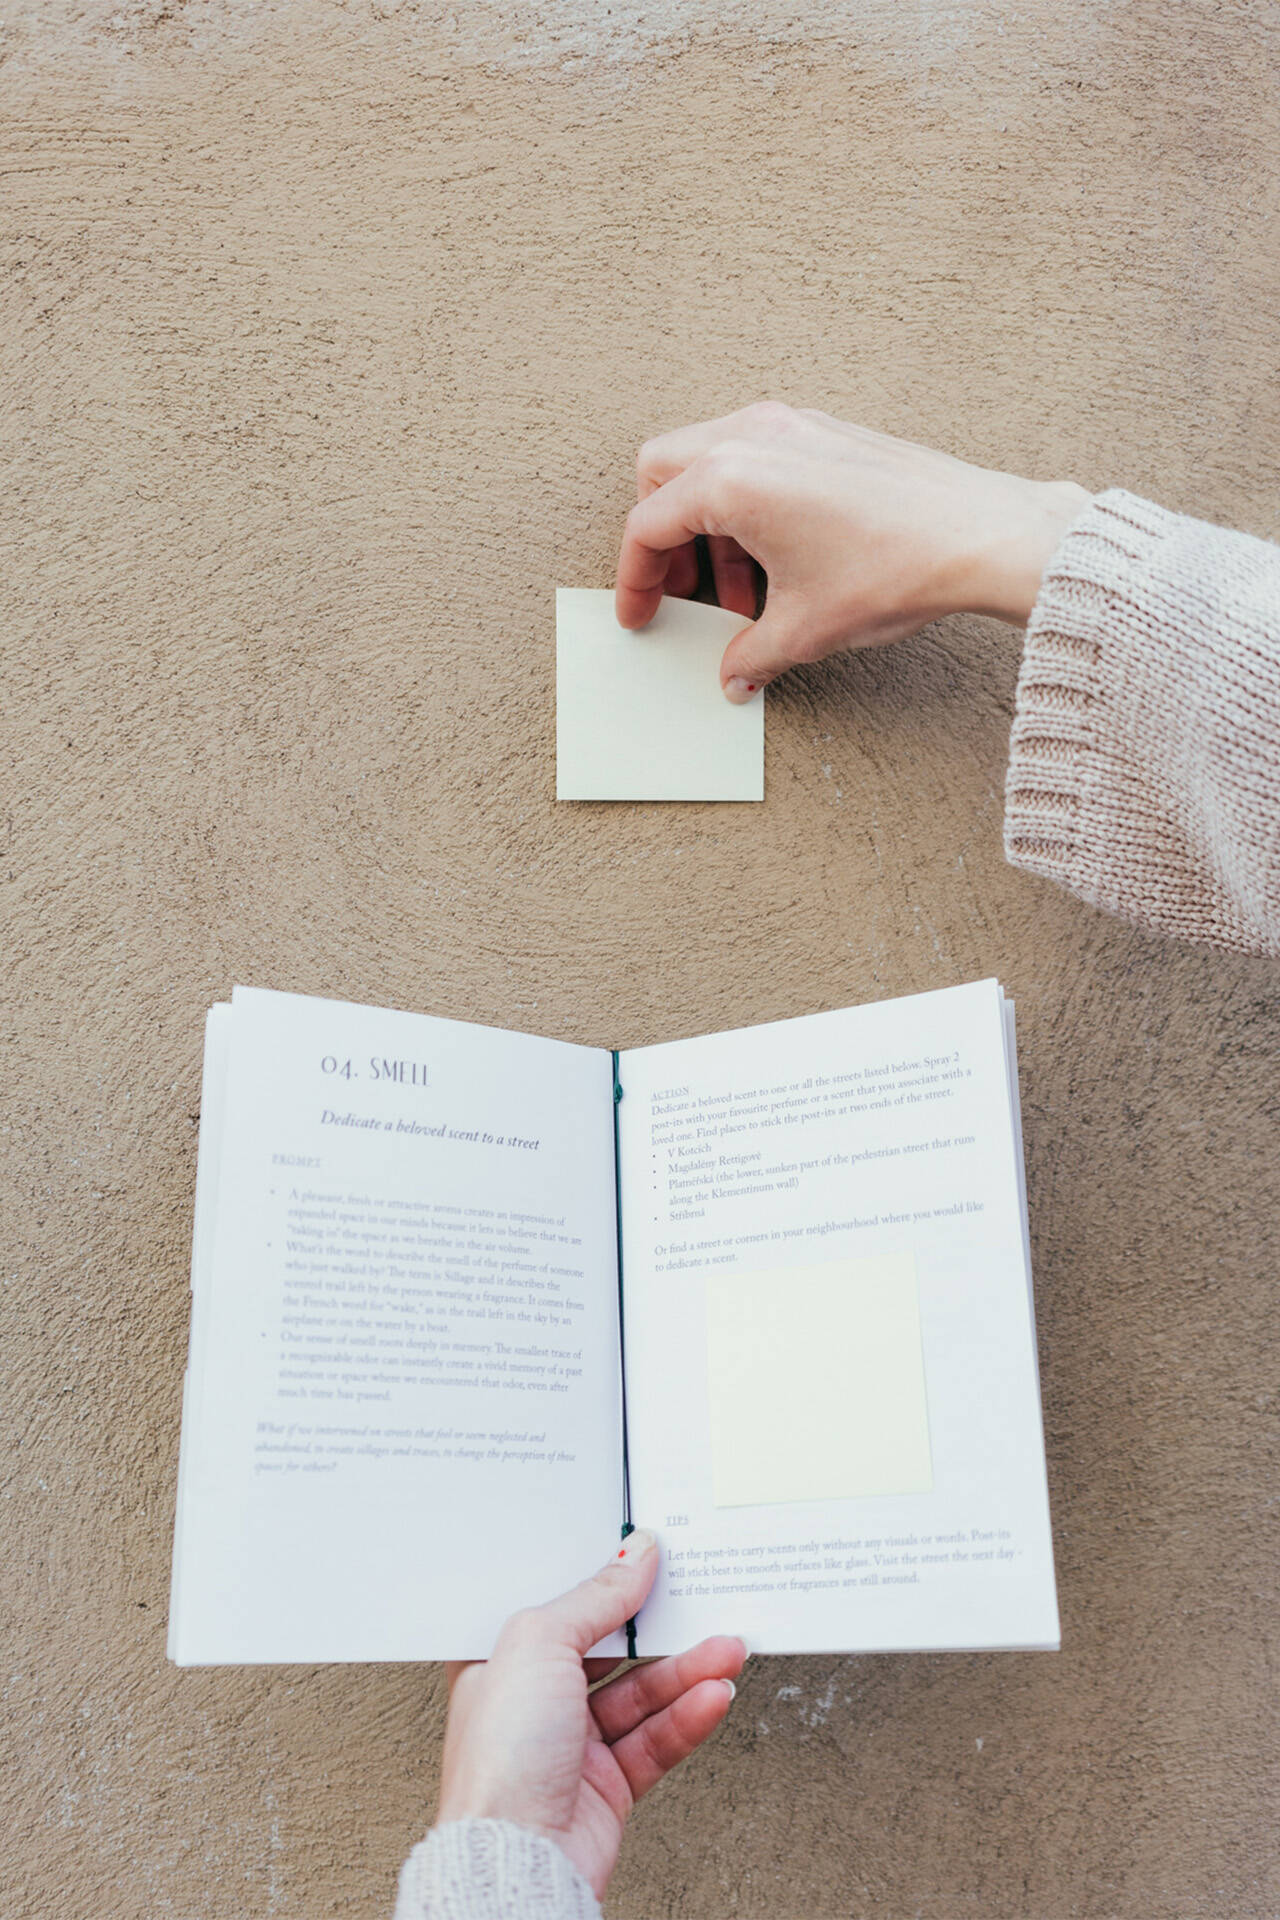 04. SMELL
Dedicate a beloved scent to a street
PROMPT
• A pleasant, fresh or attractive aroma creates an impression of
expanded space in our minds because it lets us believe that we are
"taking in" the space as we breathe in the air volume.
• What's the word to describe the smell of the perfume of someone
who just walked by? The term is Sillage and it describes the
scented trail left by the person wearing a fragrance. It comes from
the French word for "wake," as in the trail left in the sky by an
airplane or on the water by a boat.
• Our sense of smell roots deeply in memory. The smallest trace of
a recognizable odor can instantly create a vivid memory of a past
situation or space where we encountered that odor, even after
much time has passed.
What if we intervened on streets that feel or seem neglected and
abandoned, to create sillages and traces, to change the perception of these
spaces for others?
ACTION
Dedicate a beloved scent to one or all the streets listed below. Spray 2
post-its with your favourite perfume or a scent that you associate with a
loved one. Find places to stick the post-its at two ends of the street.
• V Kotcích
• Magdalény Rettigové
• Platnéřská (the lower, sunken part of the pedestrian street that runs
along the Klementinum wall)
• Stříbrná
Or find a street or corners in your neighbourhood where you would like
to dedicate a scent.
TIPS
Let the post-its carry scents only without any visuals or words. Post-its
will stick best to smooth surfaces like glass. Visit the street the next day -
see if the interventions or fragrances are still around.